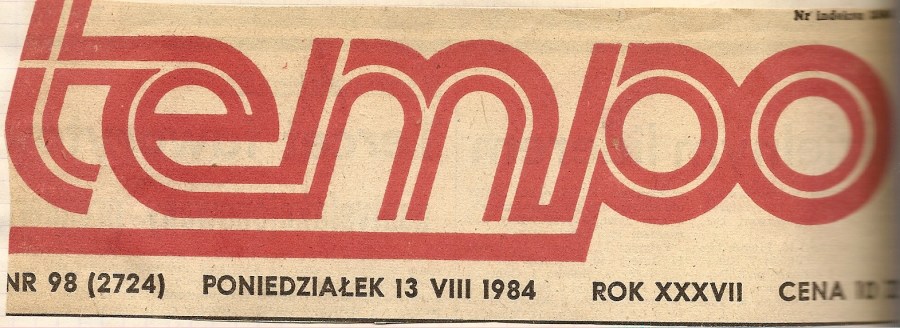 Nr indeksu
tempo
NR 98 (2724) PONIEDZIAŁEK 13 VIII 1984 ROK XXXVII CENA